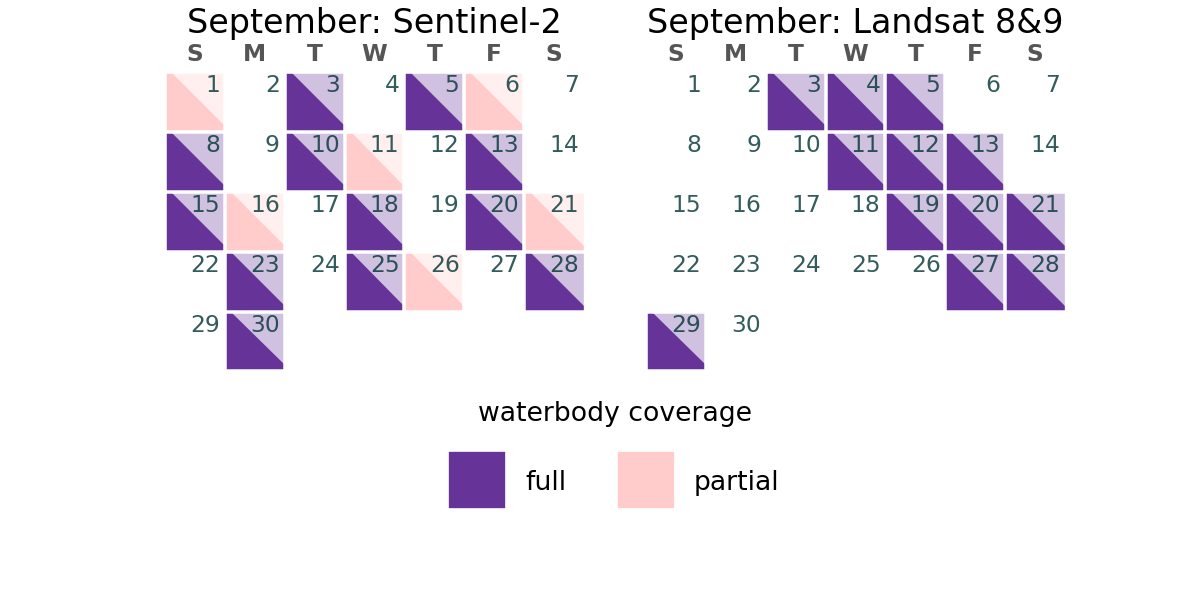 September: Sentinel-2
S M T W T F S
1 2 3 4 5 6 7
8 9 10 11 12 13 14
15 16 17 18 19 20 21
22 23 24 25 26 27 28
29 30
September: Landsat 8&9
S M T W T F S
1 2 3 4 5 6 7
8 9 10 11 12 13 14
15 16 17 18 19 20 21
22 23 24 25 26 27 28
29 30
waterbody coverage
full partial